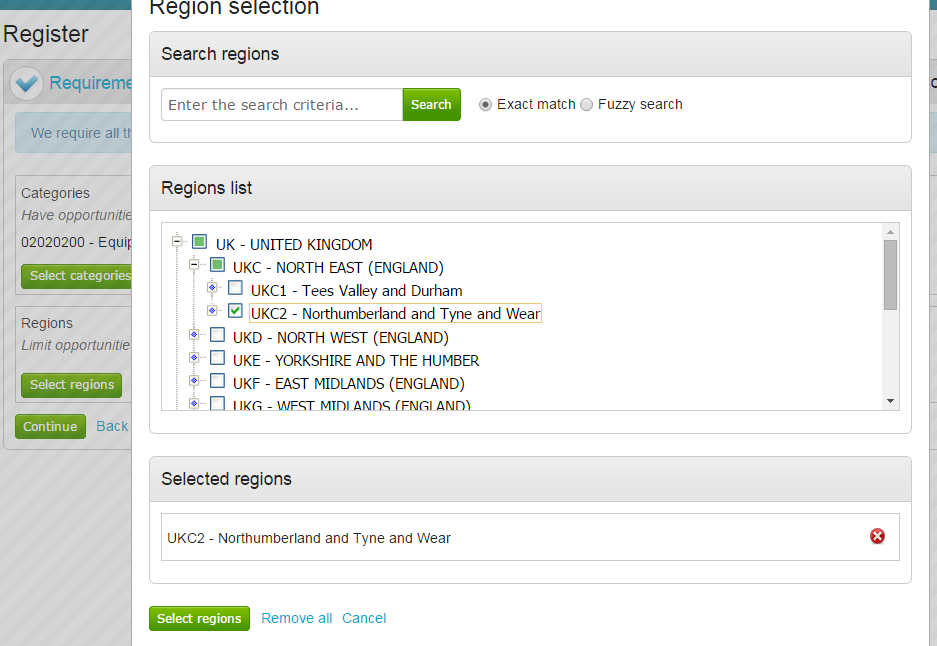 Region selection
Register
Search regions
Requireme
Enter the search criteria...
Search
Exact match
Fuzzy search
We require all th
Regions list
Categories
Have opportunitie
02020200 - Equip
Select categories
UK - UNITED KINGDOM
UKC - NORTH EAST (ENGLAND)
UKC1 - Tees Valley and Durham
UKC2 - Northumberland and Tyne and Wear
UKD - NORTH WEST (ENGLAND)
UKE - YORKSHIRE AND THE HUMBER
UKF - EAST MIDLANDS (ENGLAND)
UKG - WEST MIDLANDS (ENGLAND)
Regions
Limit opportunitie
Select regions
Continue
Back
Selected regions
UKC2 - Northumberland and Tyne and Wear
Select regions
Remove all
Cancel